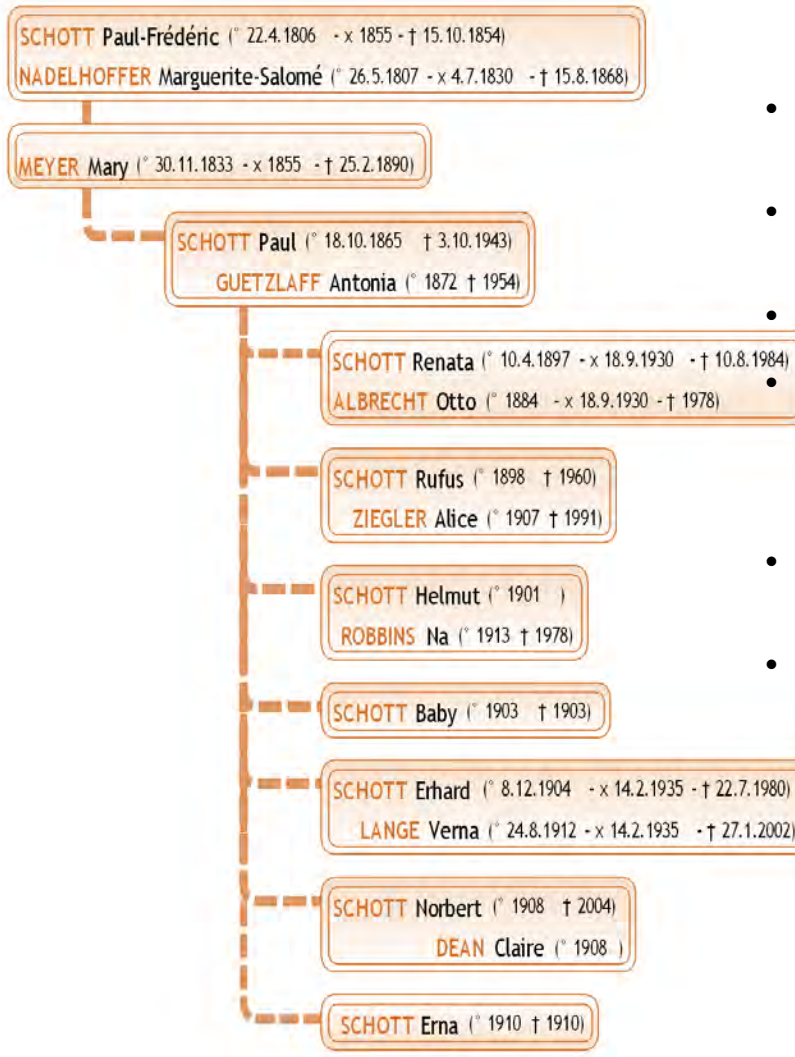 SCHOTT Paul-Frédéric (° 22.4.1806 - x 1855 - † 15.10.1854)
NADELHOFFER Marguerite-Salomé (° 26.5.1807 - x 4.7.1830 - † 15.8.1868)
MEYER Mary (° 30.11.1833 - x 1855 - † 25.2.1890)
SCHOTT Paul (° 18.10.1865 † 3.10.1943)
GUETZLAFF Antonia (° 1872 † 1954)
SCHOTT Renata (° 10.4.1897 - x 18.9.1930 - † 10.8.1984)
ALBRECHT Otto (° 1884 - x 18.9.1930 - † 1978)
SCHOTT Rufus (° 1898 † 1960)
ZIEGLER Alice (° 1907 † 1991)
SCHOTT Helmut (° 1901 )
ROBBINS Na (° 1913 † 1978)
SCHOTT Baby (° 1903 † 1903)
SCHOTT Erhard (° 8.12.1904 - x 14.2.1935 - † 22.7.1980)
LANGE Verna (° 24.8.1912 - x 14.2.1935 - † 27.1.2002)
SCHOTT Norbert (° 1908 † 2004)
DEAN Claire (° 1908 )
SCHOTT Erna (° 1910 † 1910)